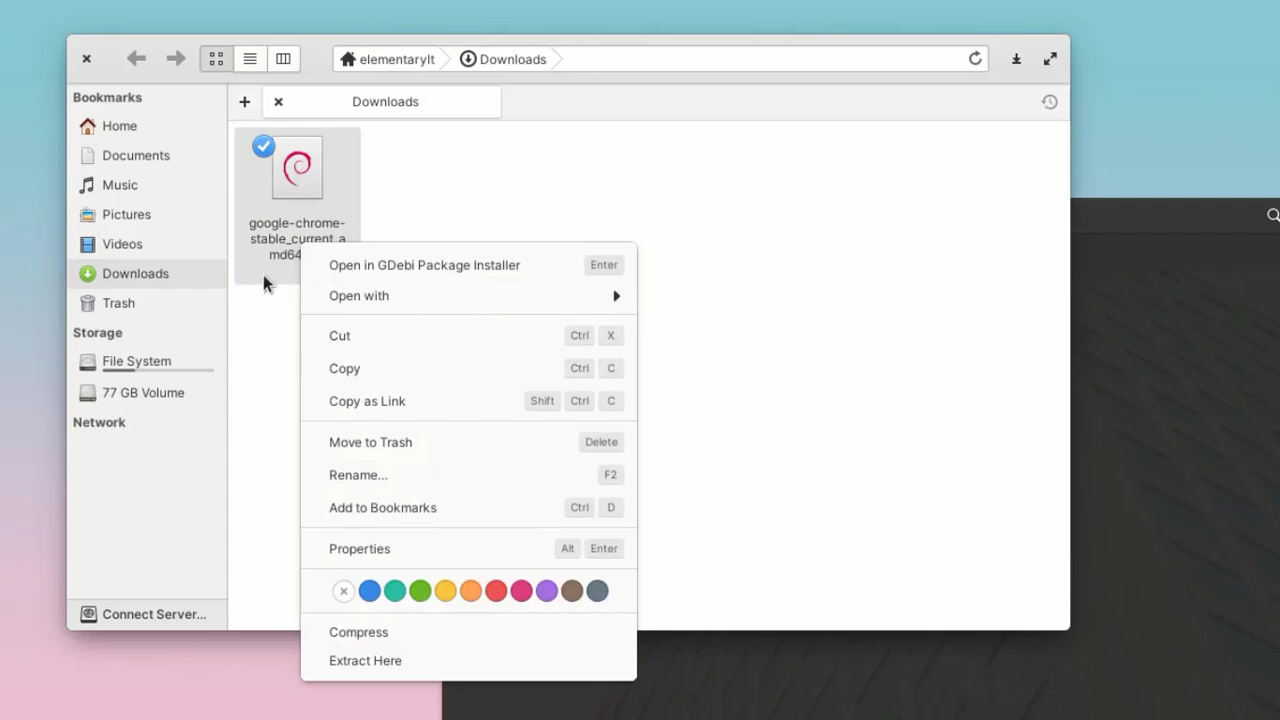 elementaryIt
Downloads
Bookmarks
Home
Documents
Music
Pictures
Videos
Downloads
Trash
Storage
File System
77 GB Volume
Network
Connect Server...
Downloads
google-chrome-
stable_current_a
md64
Open in GDebi Package Installer Enter
Open with
Cut Ctrl X
Copy Ctrl C
Copy as Link Shift Ctrl C
Move to Trash Delete
Rename... F2
Add to Bookmarks Ctrl D
Properties Alt Enter
Compress
Extract Here